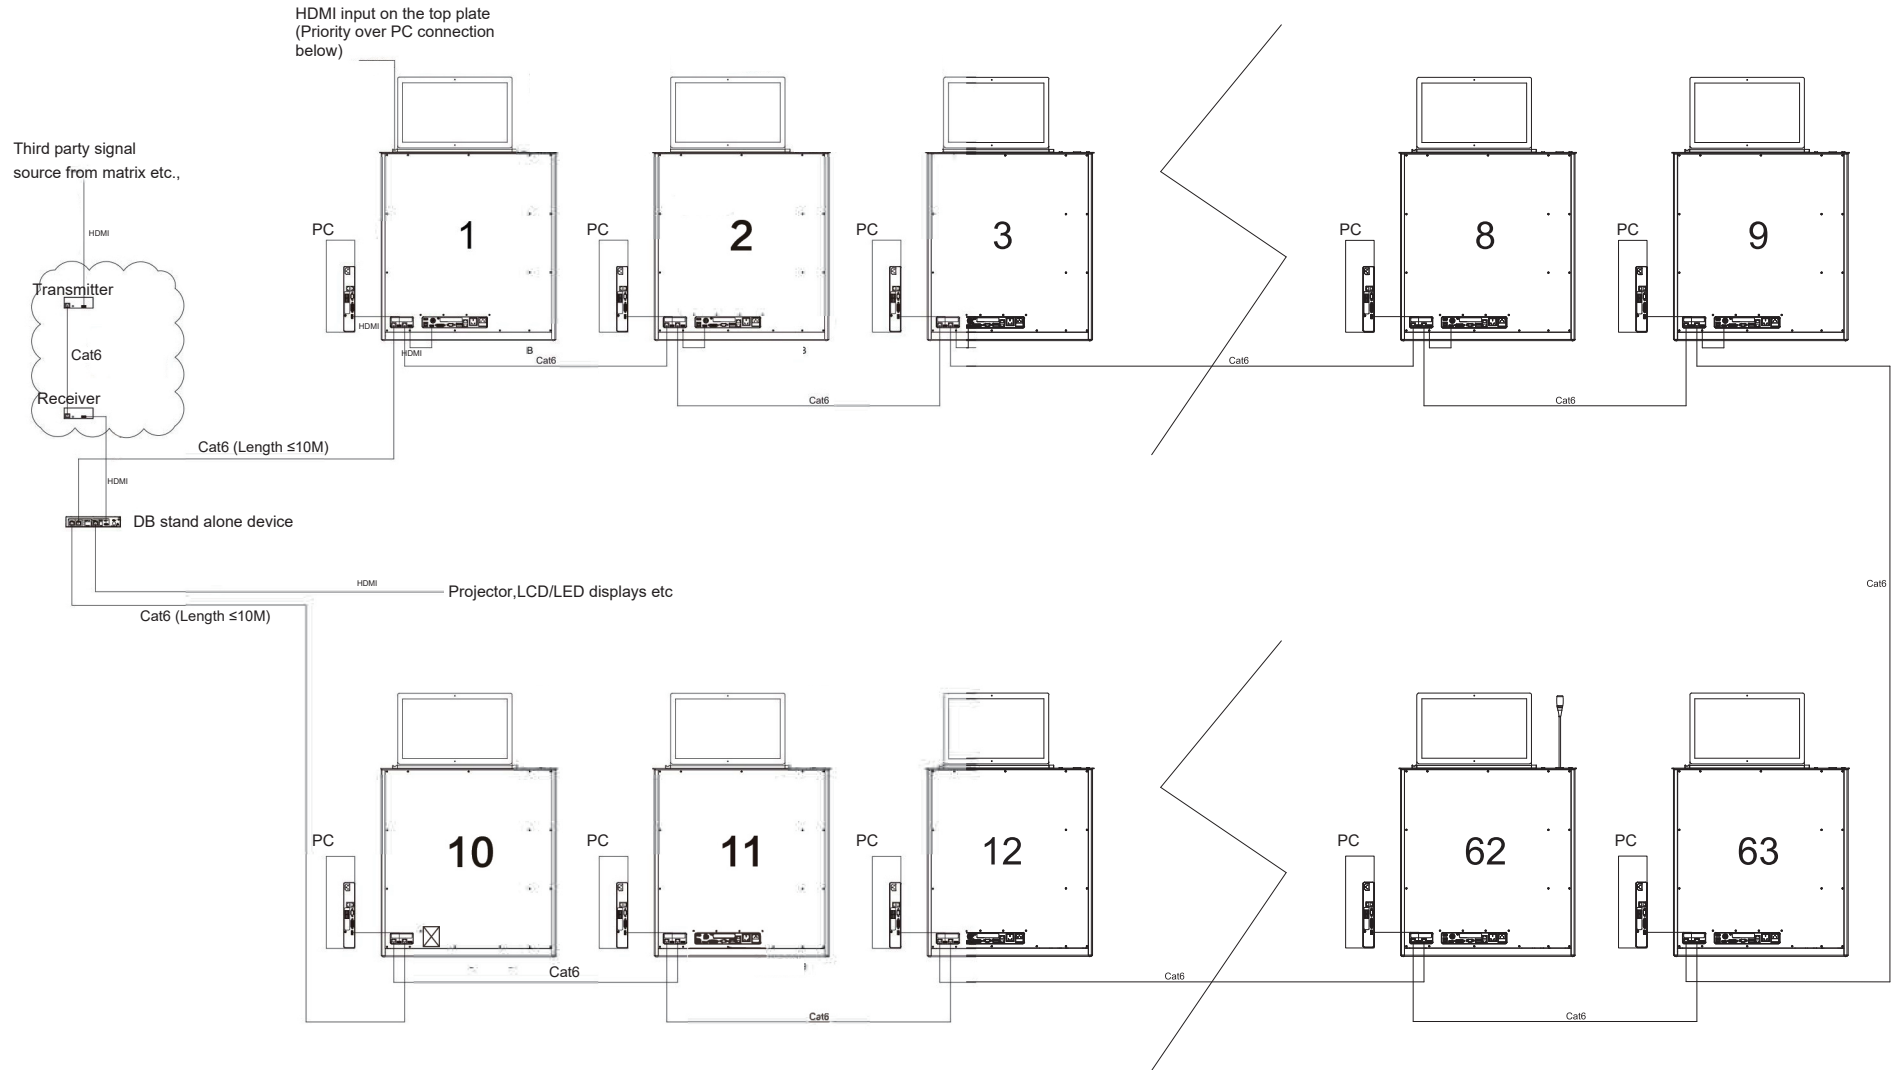 HDMI input on the top plate
(Priority over PC connection
below)
Third party signal
source from matrix etc.,
HDMI
Transmitter
Cat6
Receiver
Cat6 (Length ≤10M)
HDMI
DB stand alone device
HDMI
Projector,LCD/LED displays etc
Cat6 (Length ≤10M)
PC
1
HDMI
HDMI
Cat6
PC
2
Cat6
PC
3
Cat6
PC
8
Cat6
PC
9
Cat6
PC
10
Cat6
PC
11
Cat6
PC
12
Cat6
PC
62
Cat6
PC
63